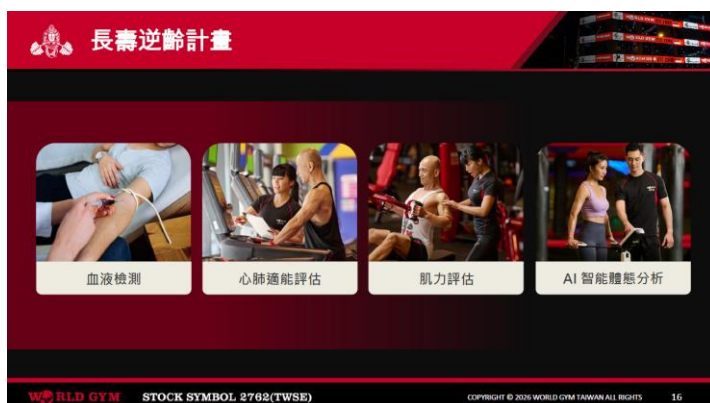 長壽逆齡計畫
血液檢測
心肺適能評估
肌力評估
AI 智能體態分析
WORLD GYM
STOCK SYMBOL 2762(TWSE)
COPYRIGHT © 2026 WORLD GYM TAIWAN ALL RIGHTS
16